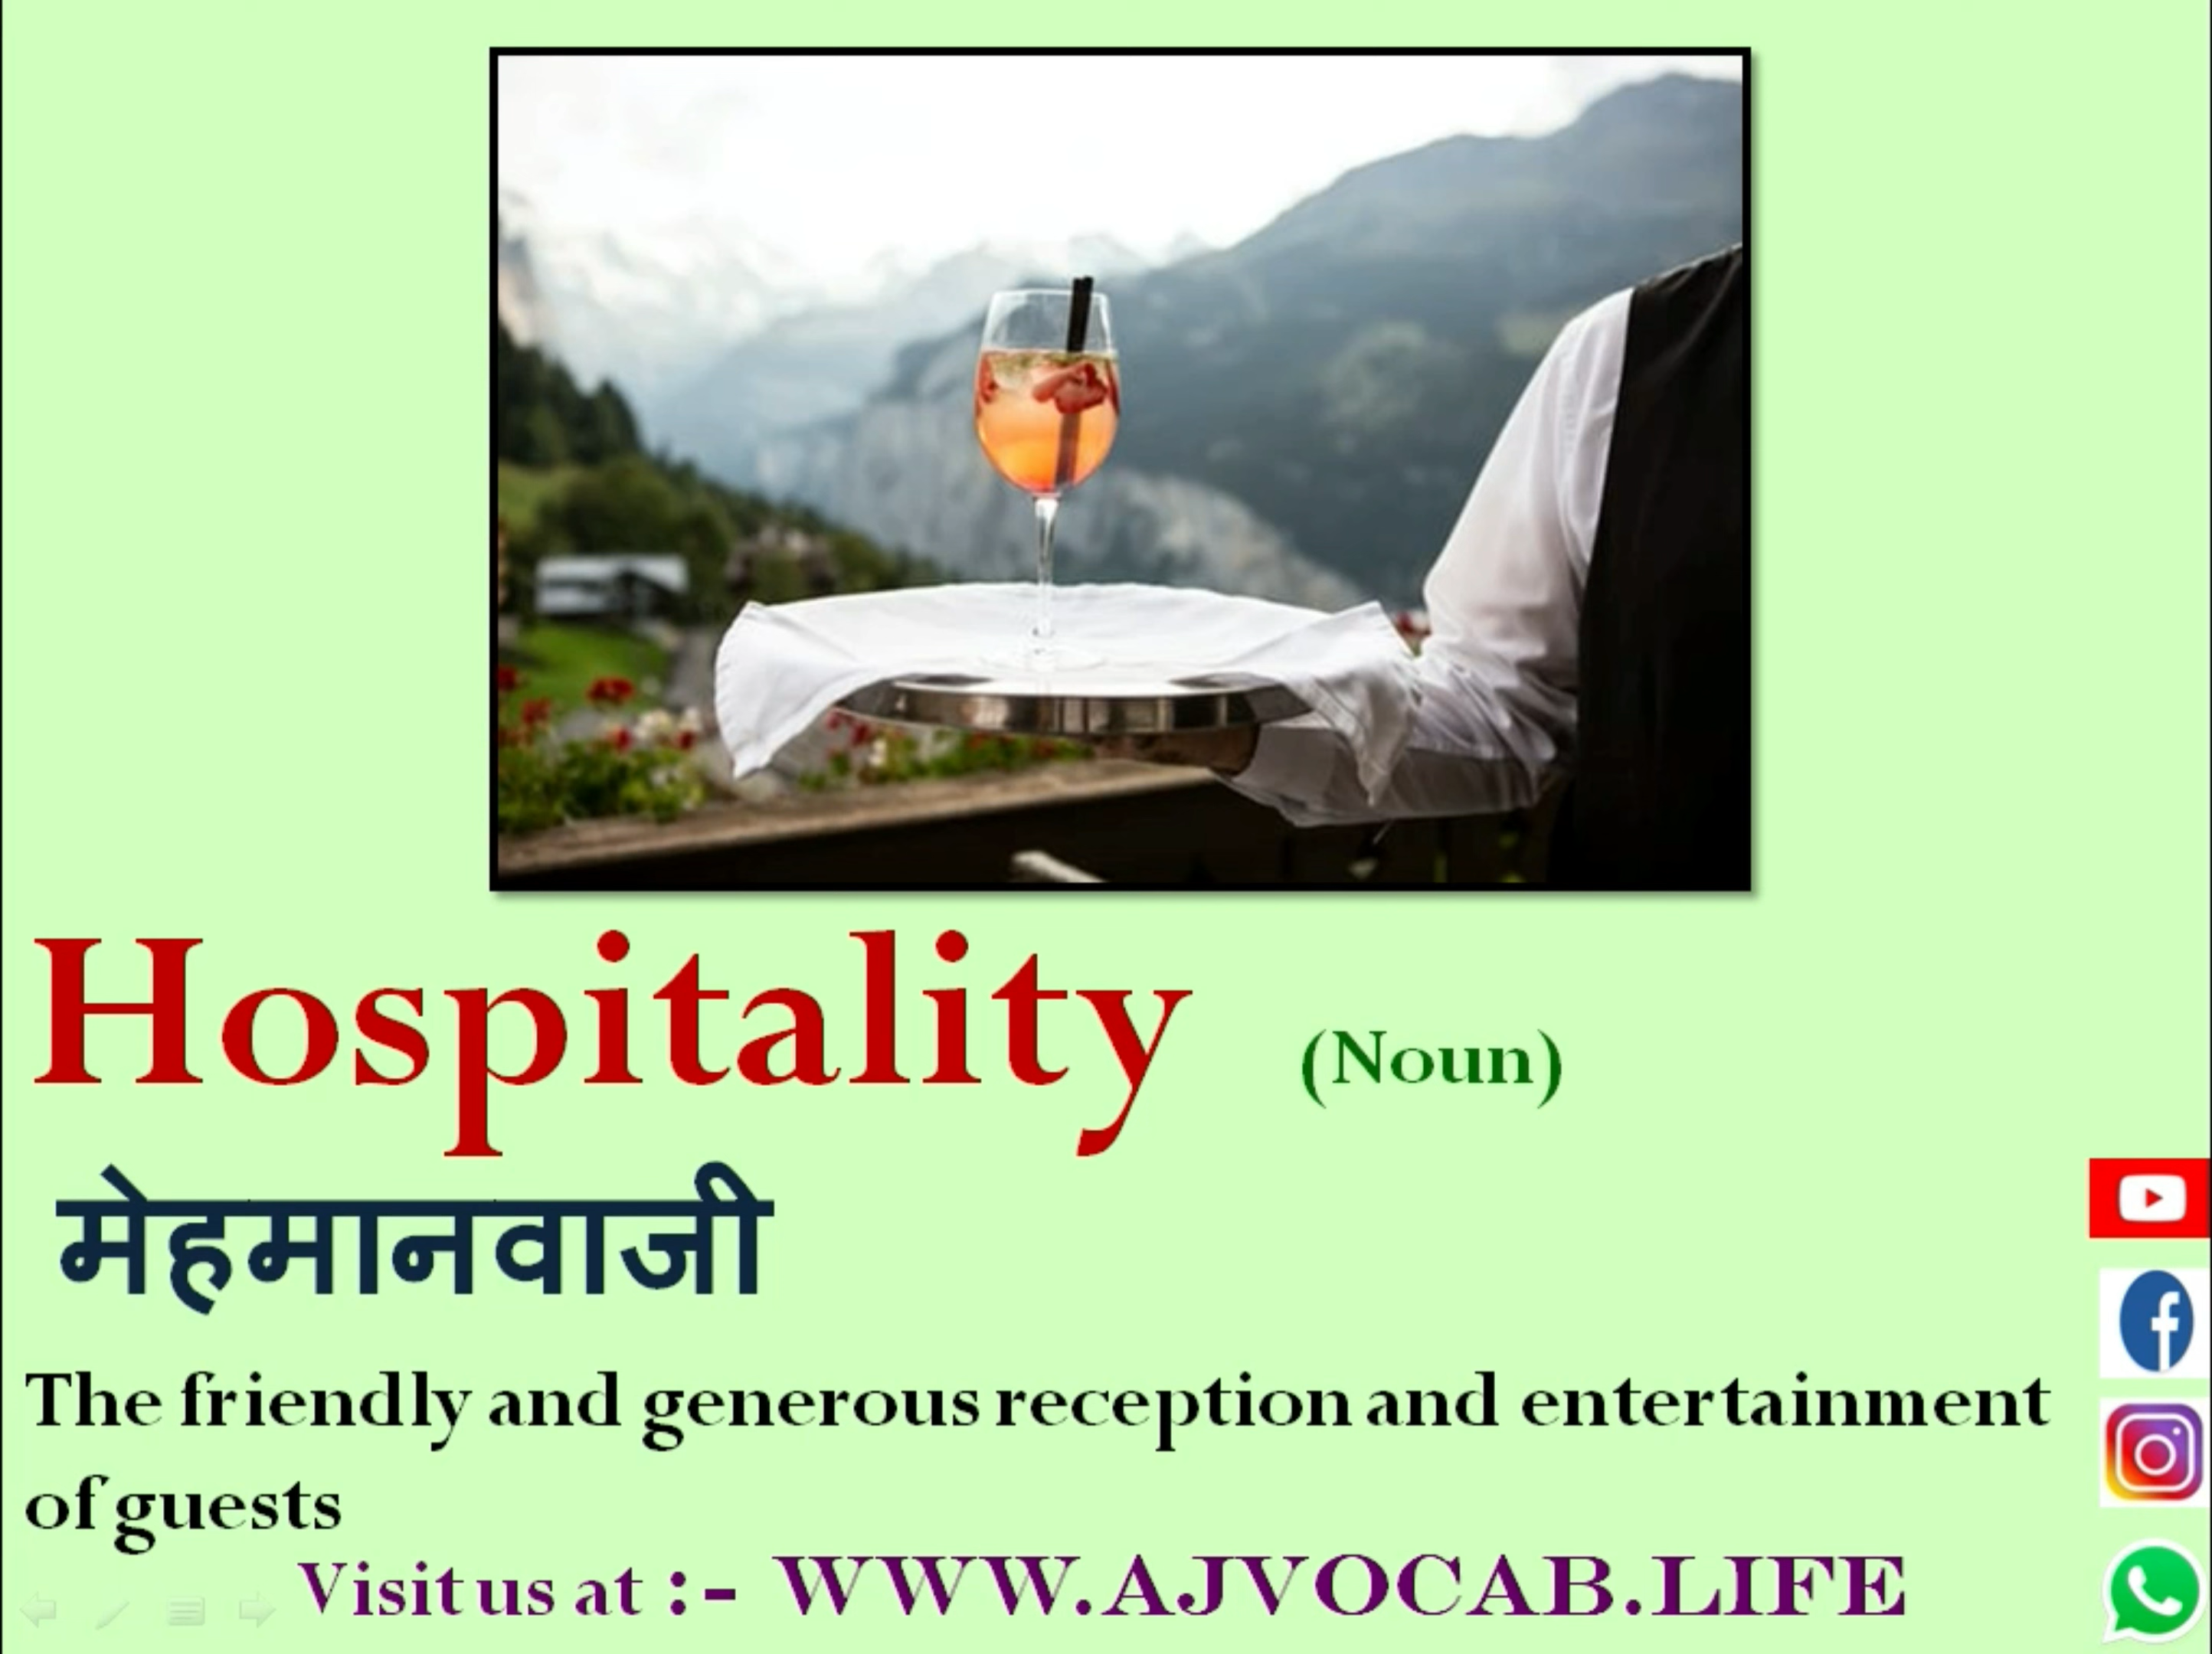 Hospitality (Noun)
मेहमानवाजी
The friendly and generous reception and entertainment
of guests
Visit us at :- WWW.AJVOCAB.LIFE